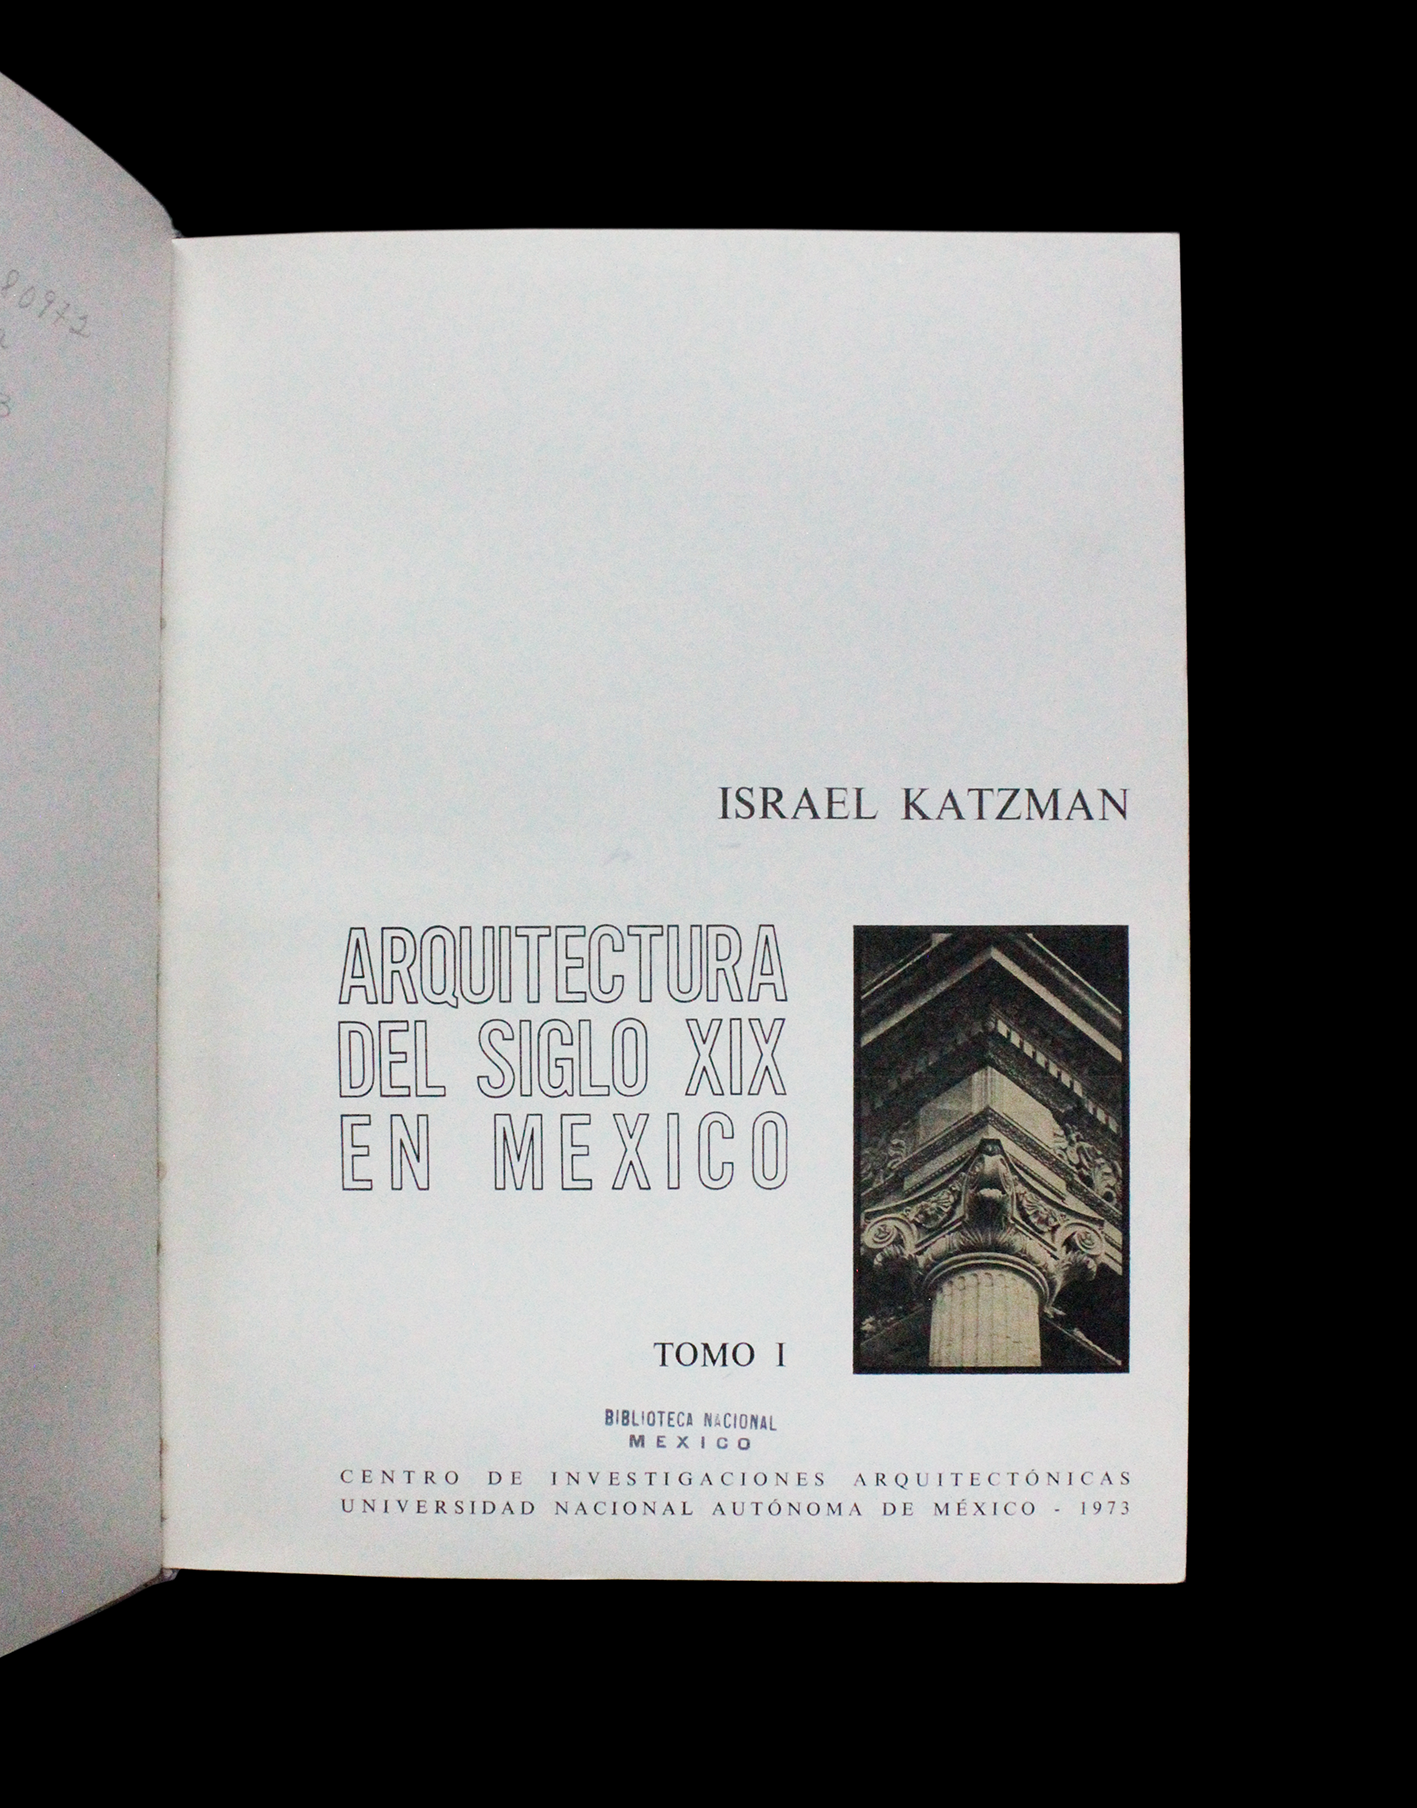 80972
ISRAEL KATZMAN
ARQUITECTURA
DEL SIGLO XIX
EN MEXICO
TOMO I
BIBLIOTECA NACIONAL
MEXICO
CENTRO DE INVESTIGACIONES ARQUITECTÓNICAS
UNIVERSIDAD NACIONAL AUTÓNOMA DE MÉXICO - 1973